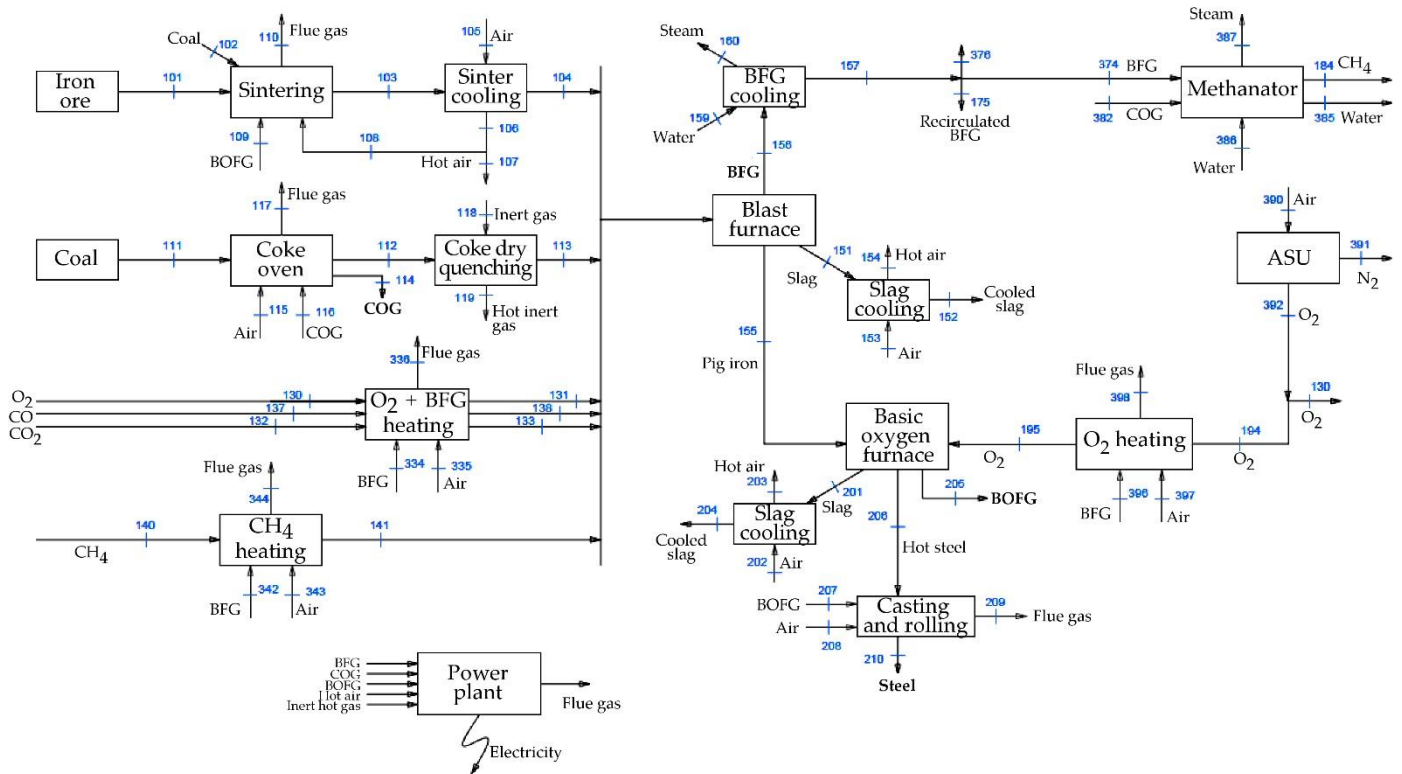 Flue gas
110
Coal
102
105
Air
Iron
ore
101
Sintering
103
Sinter
cooling
104
109
BOFG
108
106
Hot air
107
Flue gas
117
118
Inert gas
Coal
111
Coke
oven
112
Coke dry
quenching
113
114
COG
Air
115
116
COG
119
Hot inert
gas
Flue gas
336
O2
CO
CO2
130
137
132
O2 + BFG
heating
131
138
133
334
BFG
335
Air
Flue gas
344
140
CH4
CH4
heating
141
342
BFG
343
Air
BFG
COG
BOFG
Hot air
Inert hot gas
Power
plant
Flue gas
Electricity
Steam
160
BFG
cooling
157
376
175
Recirculated
BFG
159
Water
156
BFG
Steam
387
374
BFG
382
COG
Methanator
184
CH4
385
Water
386
Water
Blast
furnace
151
Slag
154
Hot air
Slag
cooling
152
Cooled
slag
153
Air
155
Pig iron
390
Air
ASU
391
N2
392
O2
130
O2
Flue gas
398
Basic
oxygen
furnace
195
O2
O2 heating
194
O2
396
BFG
397
Air
Hot air
203
201
Slag
205
BOFG
204
Cooled
slag
Slag
cooling
202
Air
206
Hot steel
BOFG
207
Air
208
Casting
and rolling
209
Flue gas
210
Steel